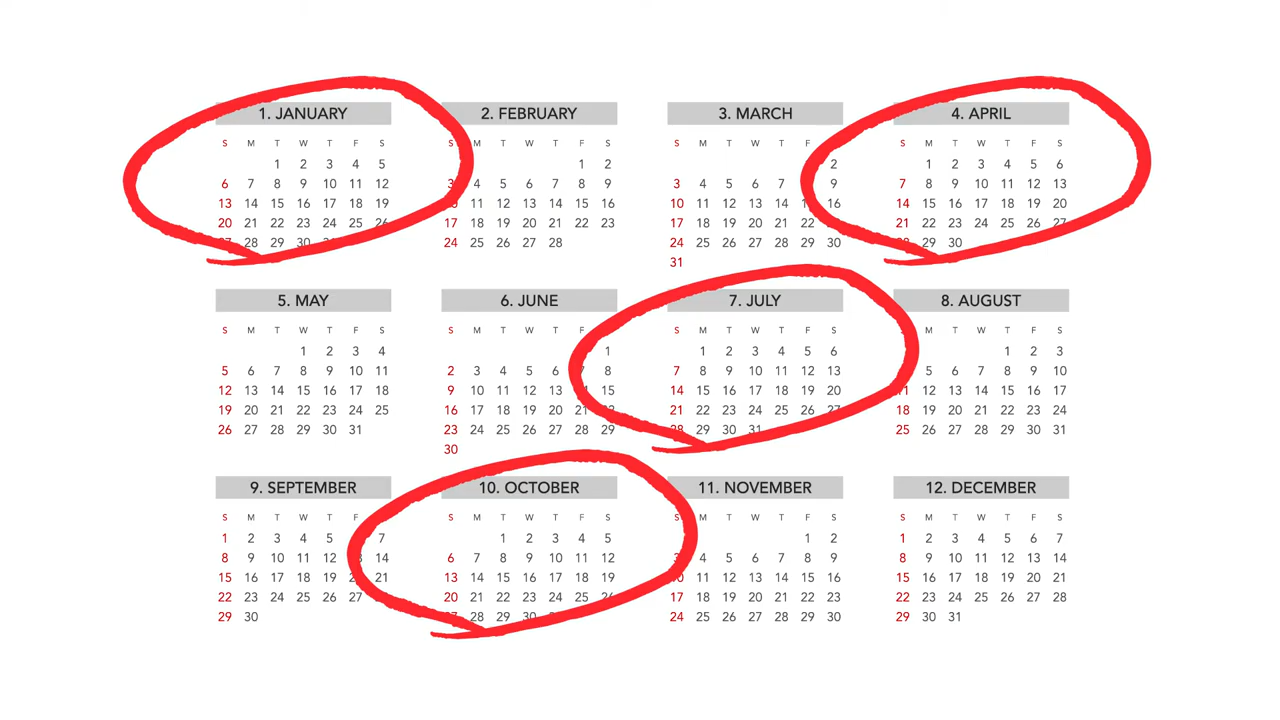 1. JANUARY
S M T W T F S
1 2 3 4 5
6 7 8 9 10 11 12
13 14 15 16 17 18 19
20 21 22 23 24 25 26
28 29 30
2. FEBRUARY
S M T W T F S
1 2
3 4 5 6 7 8 9
11 12 13 14 15 16
17 18 19 20 21 22 23
24 25 26 27 28
3. MARCH
S M T W T F
2
3 4 5 6 7 9
10 11 12 13 14 16
17 18 19 20 21 22
24 25 26 27 28 29 30
31
4. APRIL
S M T W T F S
1 2 3 4 5 6
7 8 9 10 11 12 13
14 15 16 17 18 19 20
21 22 23 24 25 26 27
29 30
5. MAY
S M T W T F S
1 2 3 4
5 6 7 8 9 10 11
12 13 14 15 16 17 18
19 20 21 22 23 24 25
26 27 28 29 30 31
6. JUNE
S M T W T F
1
2 3 4 5 6 8
9 10 11 12 13 15
16 17 18 19 20 21
23 24 25 26 27 28 29
30
7. JULY
S M T W T F S
1 2 3 4 5 6
7 8 9 10 11 12 13
14 15 16 17 18 19 20
21 22 23 24 25 26 27
28 29 30 31
8. AUGUST
M T W T F S
1 2 3
5 6 7 8 9 10
11 12 13 14 15 16 17
18 19 20 21 22 23 24
25 26 27 28 29 30 31
9. SEPTEMBER
S M T W T F
1 2 3 4 5 7
8 9 10 11 12 14
15 16 17 18 19 21
22 23 24 25 26 27
29 30
10. OCTOBER
S M T W T F S
1 2 3 4 5
6 7 8 9 10 11 12
13 14 15 16 17 18 19
20 21 22 23 24 25 26
28 29 30
11. NOVEMBER
S M T W T F S
1 2
4 5 6 7 8 9
11 12 13 14 15 16
17 18 19 20 21 22 23
24 25 26 27 28 29 30
12. DECEMBER
S M T W T F S
1 2 3 4 5 6 7
8 9 10 11 12 13 14
15 16 17 18 19 20 21
22 23 24 25 26 27 28
29 30 31